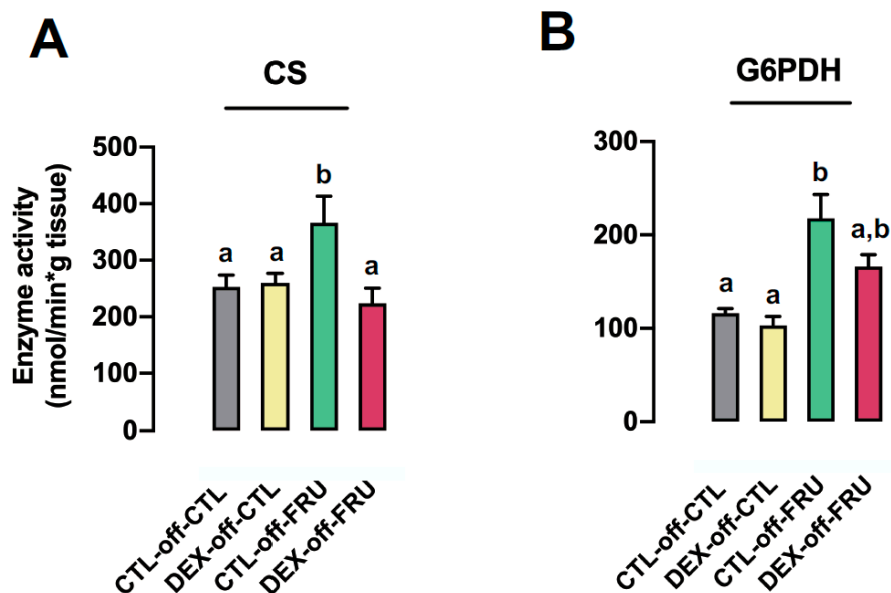 A
CS
Enzyme activity
(nmol/min*g tissue)
500
400
300
200
100
0
a
a
b
a
CTL-off-CTL
DEX-off-CTL
CTL-off-FRU
DEX-off-FRU
B
G6PDH
300
200
100
0
a
a
b
a,b
CTL-off-CTL
DEX-off-CTL
CTL-off-FRU
DEX-off-FRU